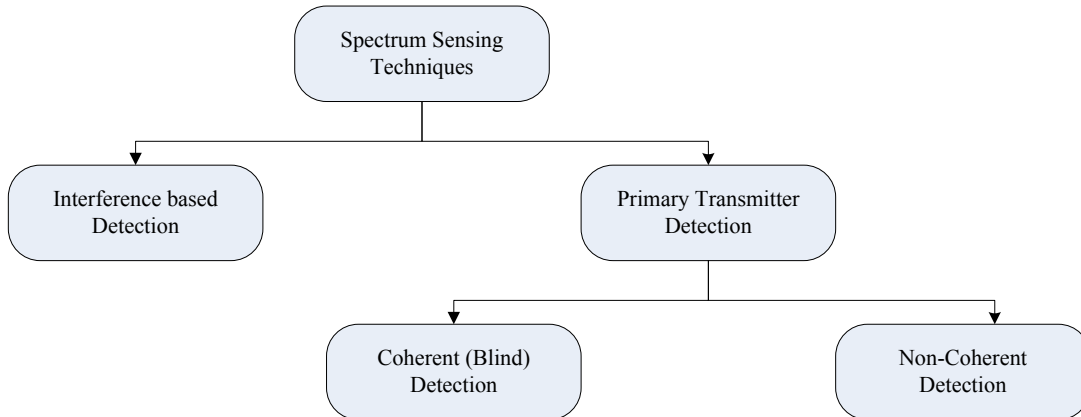 Spectrum Sensing
Techniques
Interference based
Detection
Primary Transmitter
Detection
Coherent (Blind)
Detection
Non-Coherent
Detection